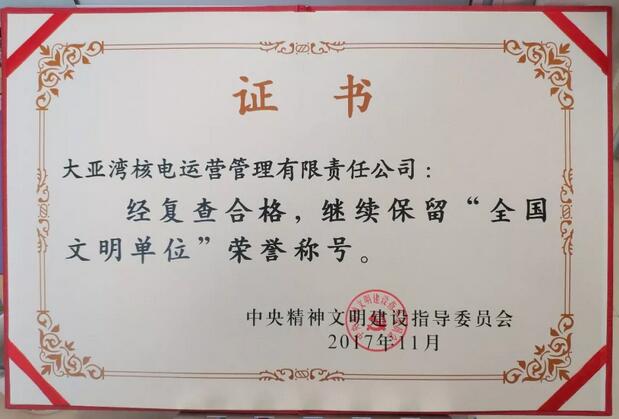 证书
大亚湾核电运营管理有限责任公司：
经复查合格，继续保留“全国
文明单位”荣誉称号。
中央精神文明建设指导委员会
2017年11月